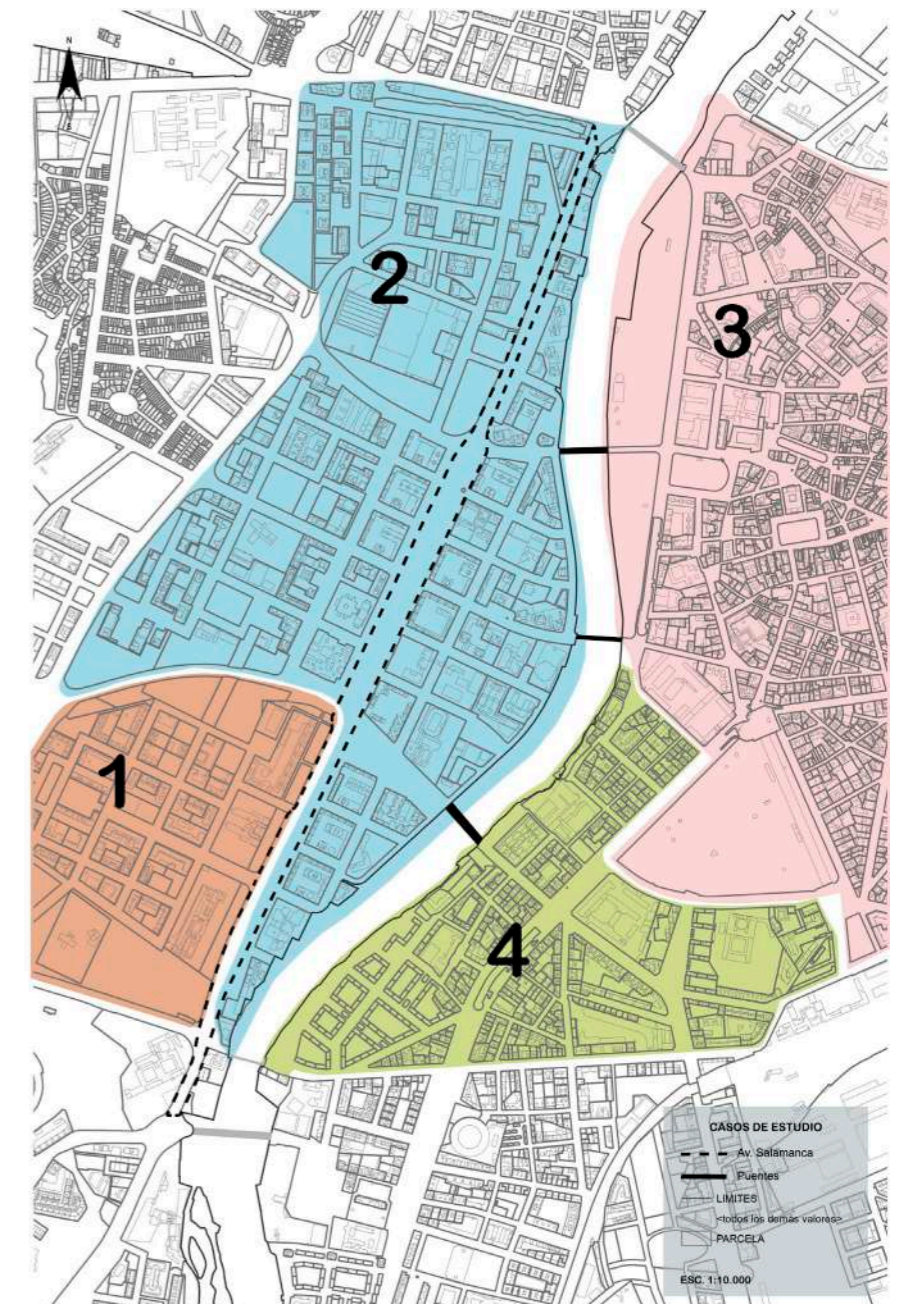 N
2
3
1
4
CASOS DE ESTUDIO
Av. Salamanca
Puentes
LIMITES
<todos los demás valores>
PARCELA
ESC. 1:10.000